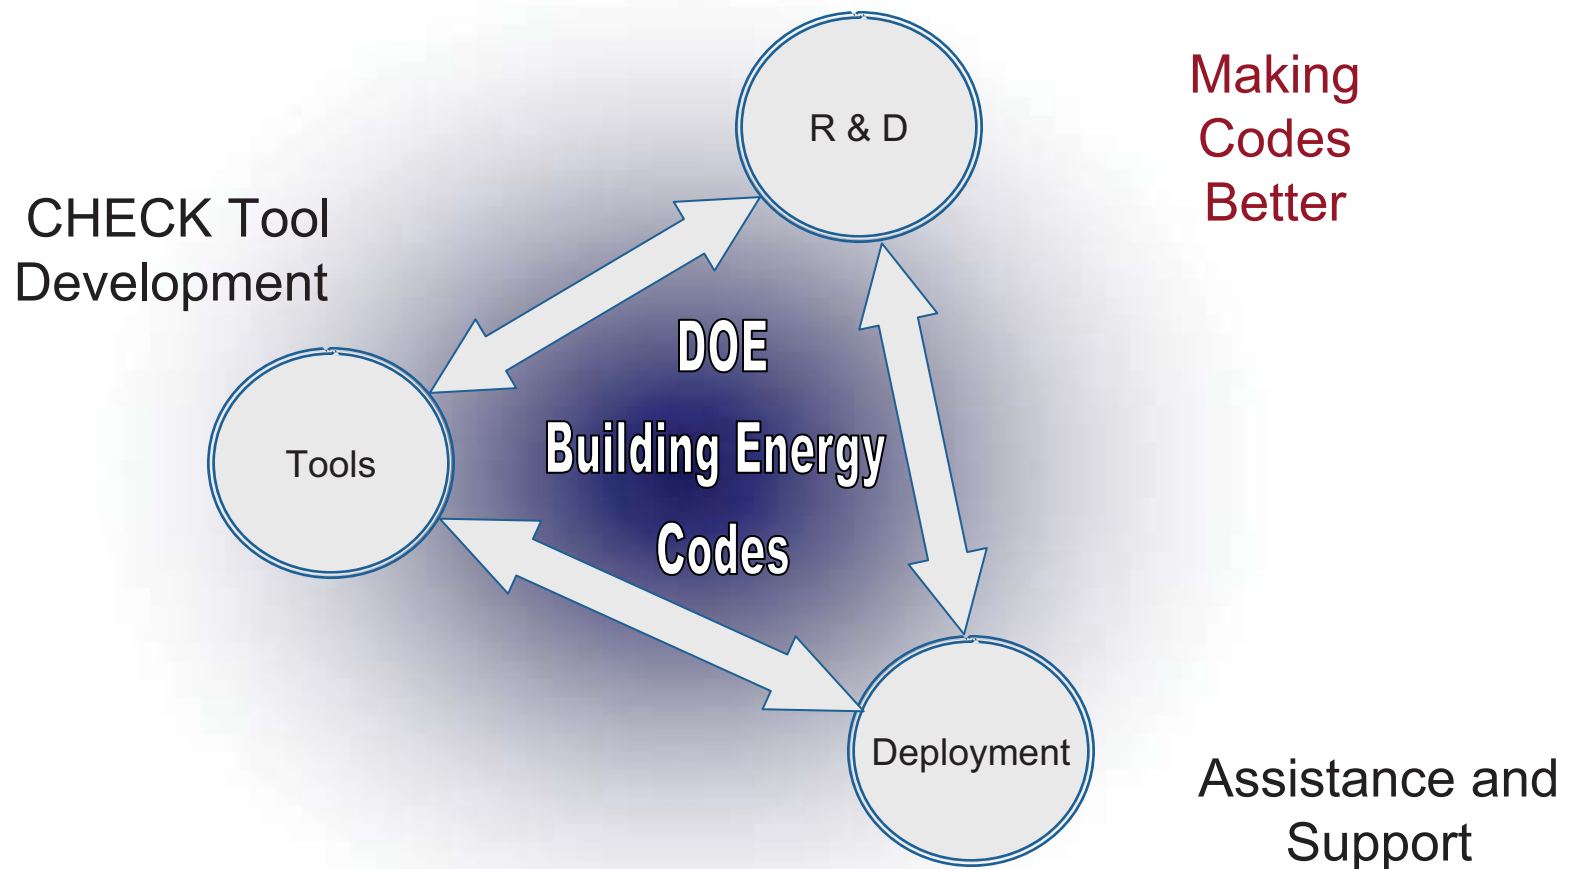 R & D
Making
Codes
Better
CHECK Tool
Development
DOE
Building Energy
Codes
Tools
Deployment
Assistance and
Support